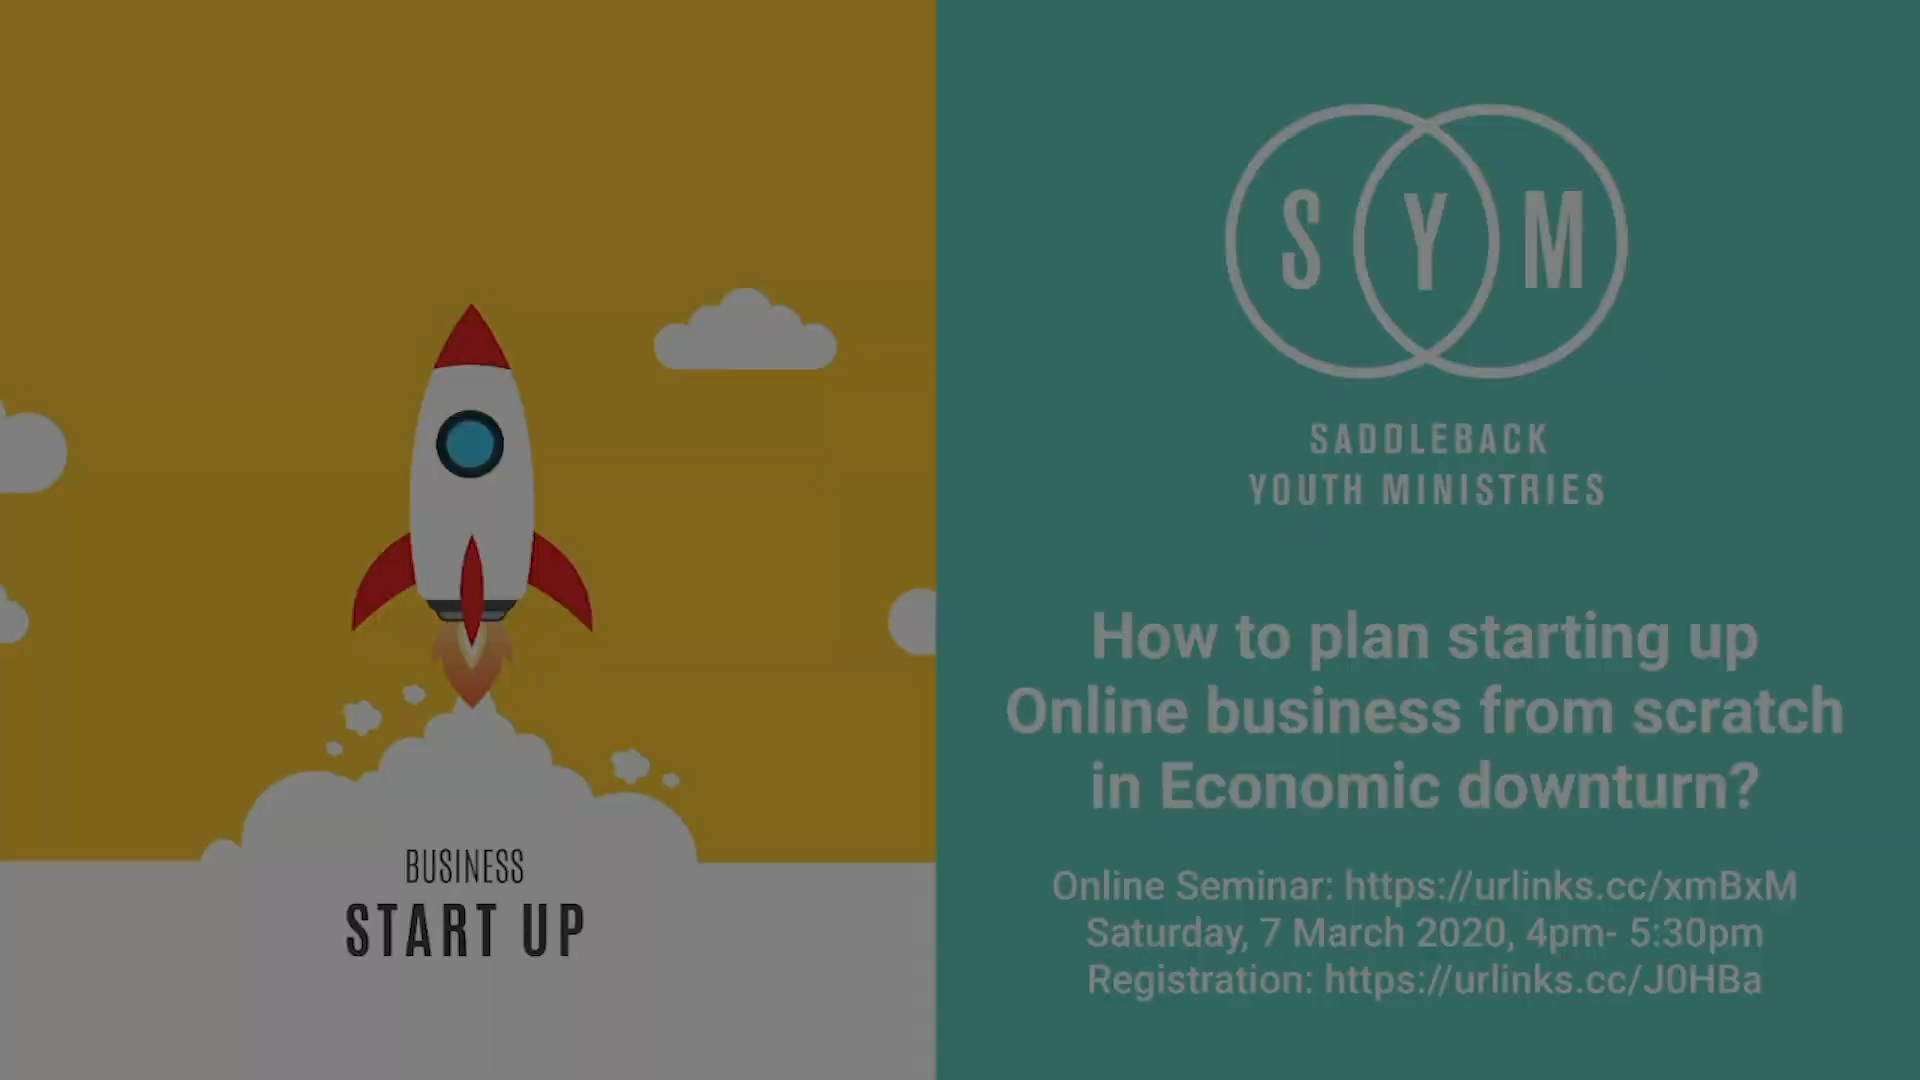 BUSINESS
START UP
S Y M
SADDLEBACK
YOUTH MINISTRIES
How to plan starting up
Online business from scratch
in Economic downturn?
Online Seminar: https://urlinks.cc/xmBxM
Saturday, 7 March 2020, 4pm- 5:30pm
Registration: https://urlinks.cc/J0HBa